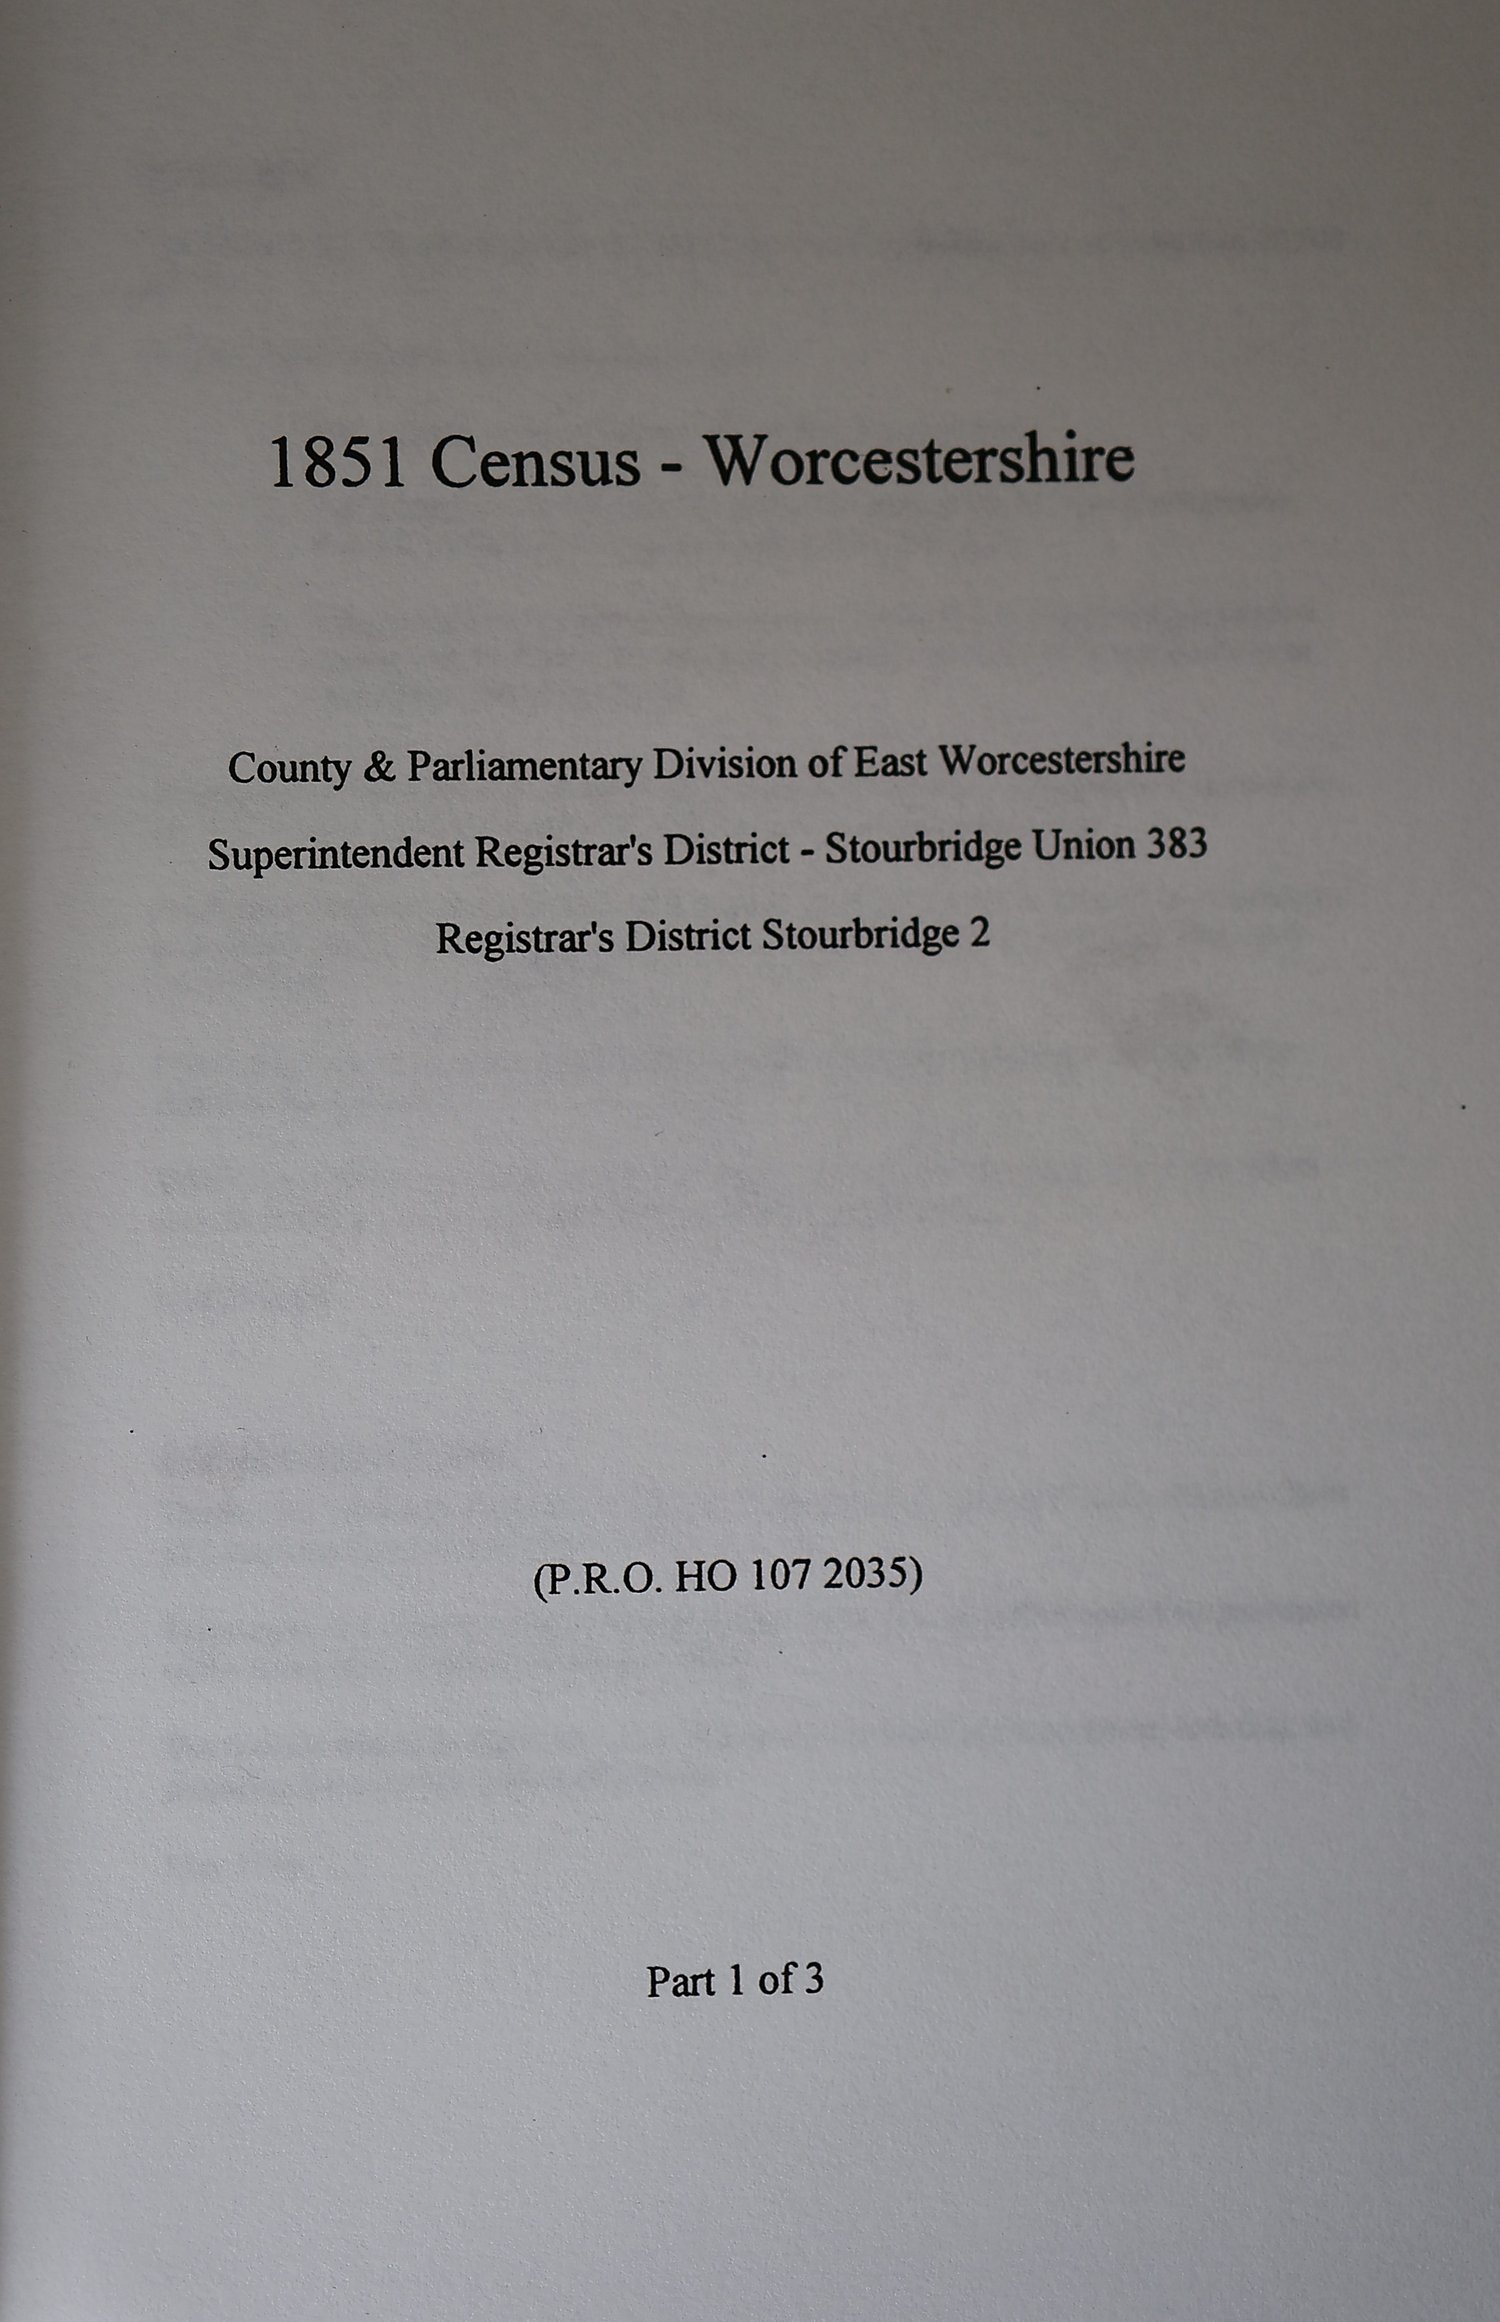 1851 Census - Worcestershire
County & Parliamentary Division of East Worcestershire
Superintendent Registrar's District - Stourbridge Union 383
Registrar's District Stourbridge 2
(P.R.O. HO 107 2035)
Part 1 of 3